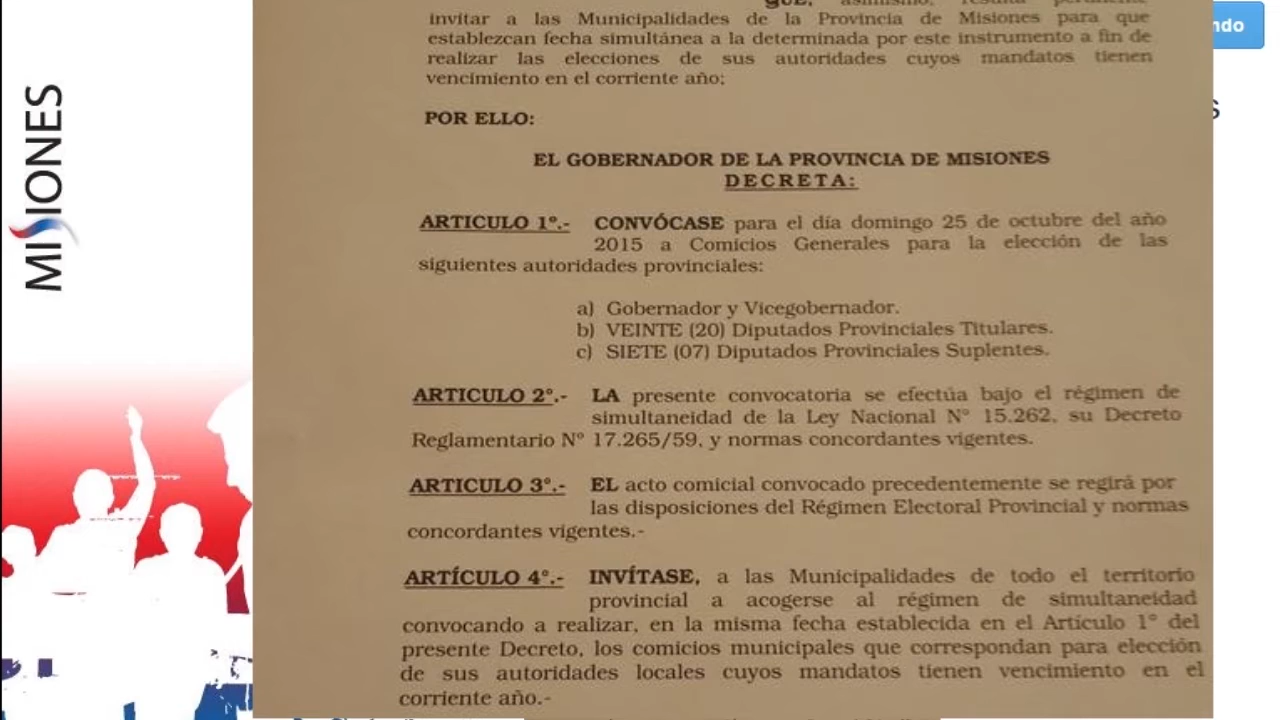 MISIONES
QUE, asimismo, resulta pertinente
invitar a las Municipalidades de la Provincia de Misiones para que
establezcan fecha simultánea a la determinada por este instrumento a fin de
realizar las elecciones de sus autoridades cuyos mandatos tienen
vencimiento en el corriente año;
POR ELLO:
EL GOBERNADOR DE LA PROVINCIA DE MISIONES
DECRETA:
ARTICULO 1º.- CONVÓCASE para el día domingo 25 de octubre del año
2015 a Comicios Generales para la elección de las
siguientes autoridades provinciales:
a) Gobernador y Vicegobernador.
b) VEINTE (20) Diputados Provinciales Titulares.
c) SIETE (07) Diputados Provinciales Suplentes.
ARTICULO 2°.- LA presente convocatoria se efectúa bajo el régimen de
simultaneidad de la Ley Nacional N° 15.262, su Decreto
Reglamentario N° 17.265/59, y normas concordantes vigentes.
ARTICULO 3°.- EL acto comicial convocado precedentemente se regirá por
las disposiciones del Régimen Electoral Provincial y normas
concordantes vigentes.-
ARTÍCULO 4°.- INVÍTASE, a las Municipalidades de todo el territorio
provincial a acogerse al régimen de simultaneidad
convocando a realizar, en la misma fecha establecida en el Artículo 1° del
presente Decreto, los comicios municipales que correspondan para elección
de sus autoridades locales cuyos mandatos tienen vencimiento en el
corriente año.-
ndo
s